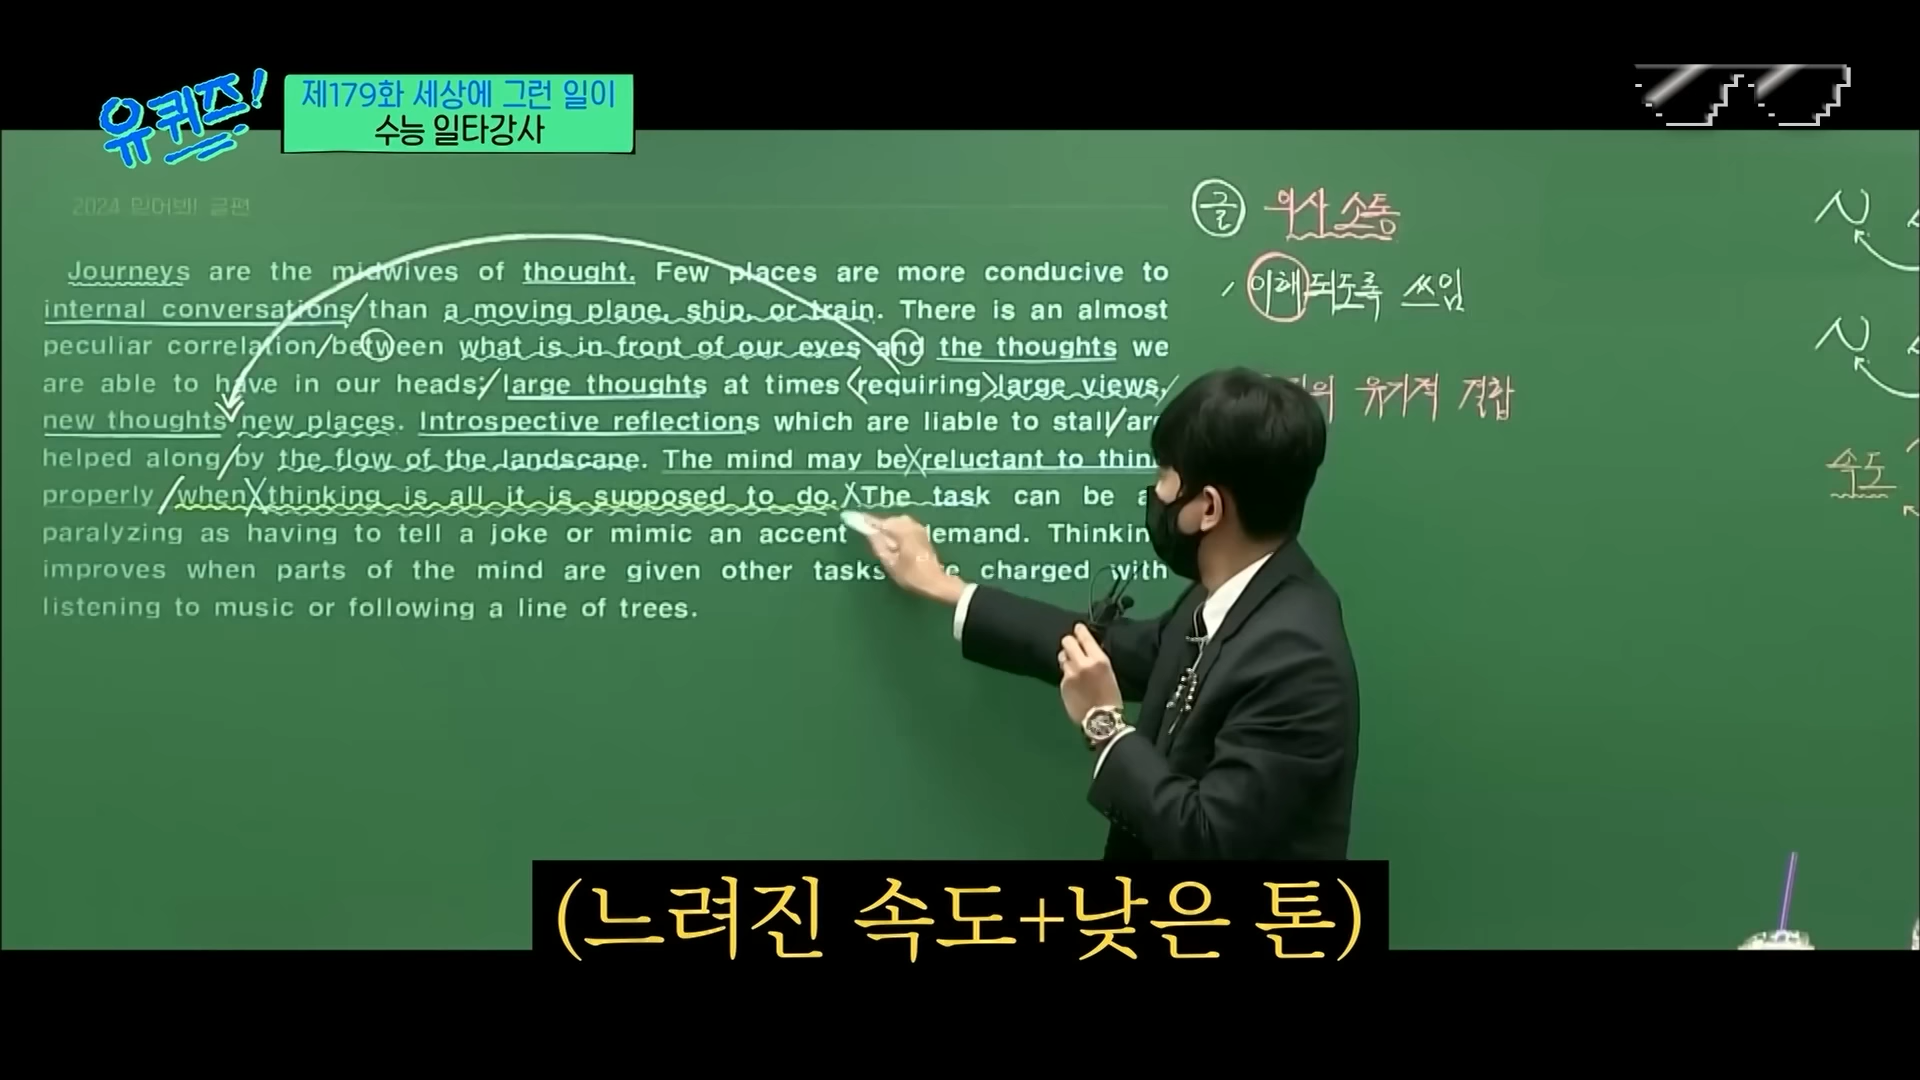 유퀴즈!
제179화 세상에 그런 일이
수능 일타강사
2024 믿어봐! 글편
Journeys are the midwives of thought. Few places are more conducive to
internal conversations than a moving plane, ship, or train. There is an almost
peculiar correlation between what is in front of our eyes and the thoughts we
are able to have in our heads; large thoughts at times requiring large views,
new thoughts new places. Introspective reflections which are liable to stall are
helped along by the flow of the landscape. The mind may be reluctant to think
properly when thinking is all it is supposed to do. The task can be
paralyzing as having to tell a joke or mimic an accent demand.
improves when parts of the mind are given other tasks charged with
listening to music or following a line of trees.
글 의사소통
이해되도록 쓰임
유기적 결합
속도
(느려진 속도+낮은 톤)